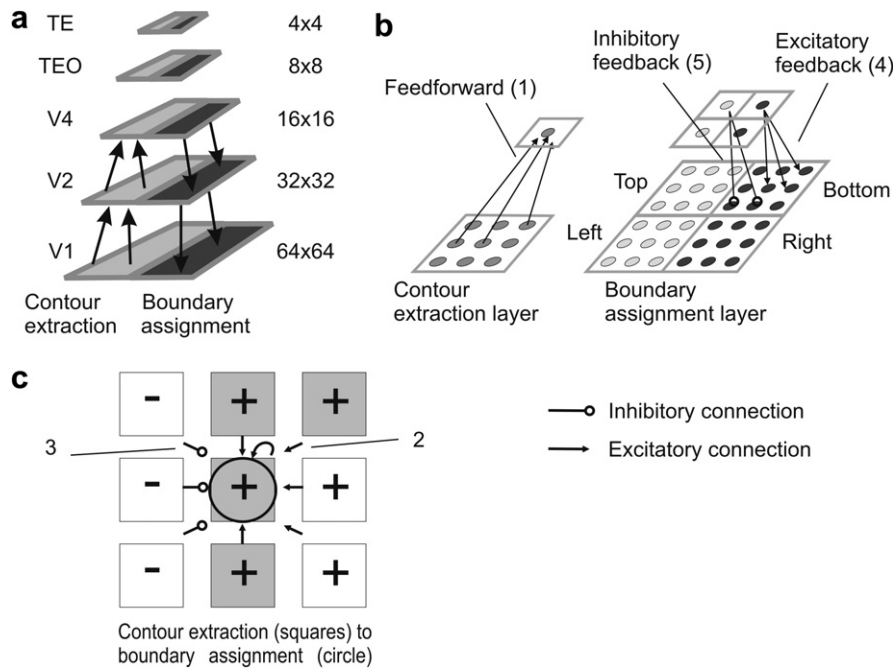 a
TE 4x4
TEO 8x8
V4 16x16
V2 32x32
V1 64x64
Contour
extraction
Boundary
assignment
b
Feedforward (1)
Inhibitory
feedback (5)
Excitatory
feedback (4)
Top
Bottom
Left
Right
Contour
extraction layer
Boundary
assignment layer
c
- + +
3 2
- + +
- + +
Contour extraction (squares) to
boundary assignment (circle)
Inhibitory connection
Excitatory connection